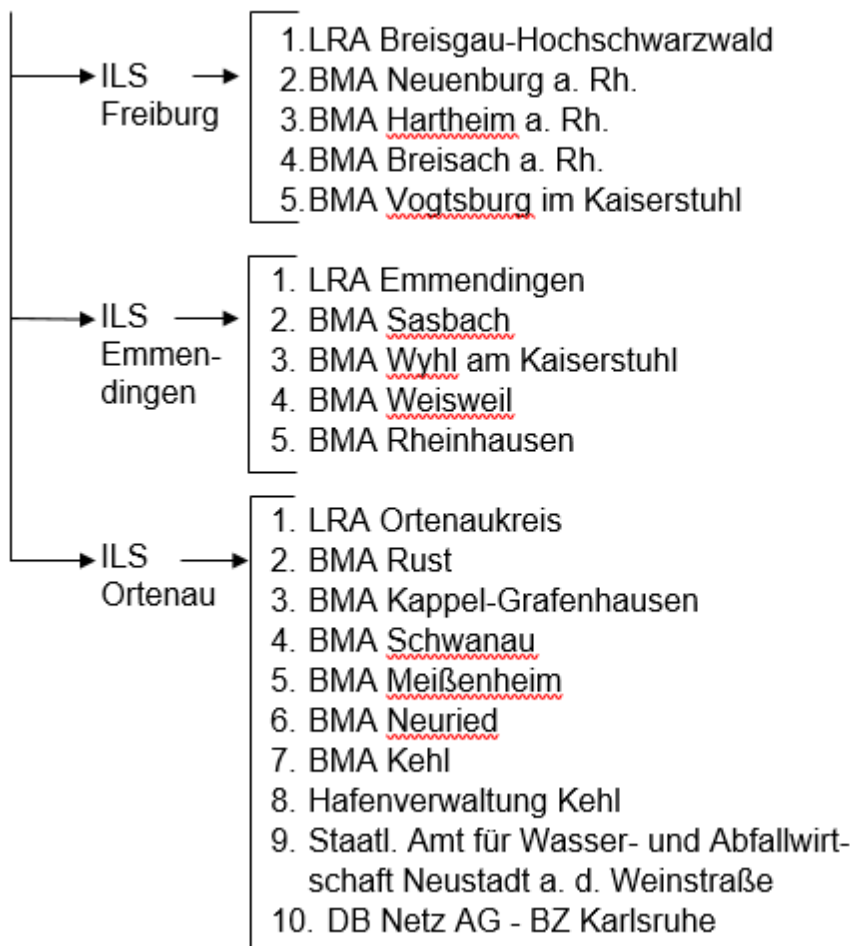 ILS
Freiburg
1. LRA Breisgau-Hochschwarzwald
2. BMA Neuenburg a. Rh.
3. BMA Hartheim a. Rh.
4. BMA Breisach a. Rh.
5. BMA Vogtsburg im Kaiserstuhl
ILS
Emmen-
dingen
1. LRA Emmendingen
2. BMA Sasbach
3. BMA Wyhl am Kaiserstuhl
4. BMA Weisweil
5. BMA Rheinhausen
ILS
Ortenau
1. LRA Ortenaukreis
2. BMA Rust
3. BMA Kappel-Grafenhausen
4. BMA Schwanau
5. BMA Meißenheim
6. BMA Neuried
7. BMA Kehl
8. Hafenverwaltung Kehl
9. Staatl. Amt für Wasser- und Abfallwirt-
schaft Neustadt a. d. Weinstraße
10. DB Netz AG - BZ Karlsruhe